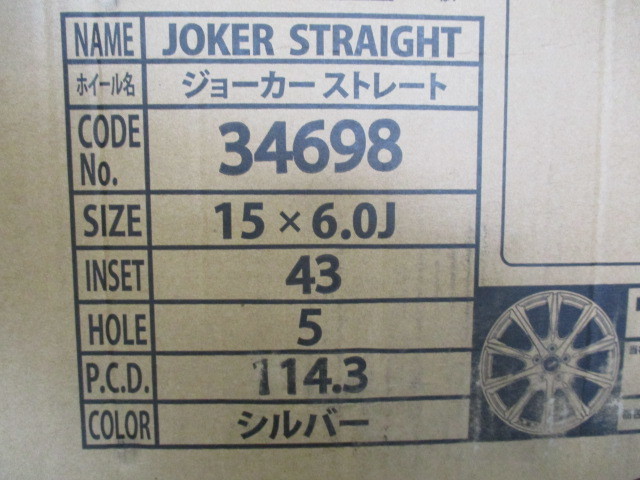 NAME JOKER STRAIGHT
ホイール名 ジョーカー ストレート
CODE No. 34698
SIZE 15×6.0J
INSET 43
HOLE 5
P.C.D. 114.3
COLOR シルバー